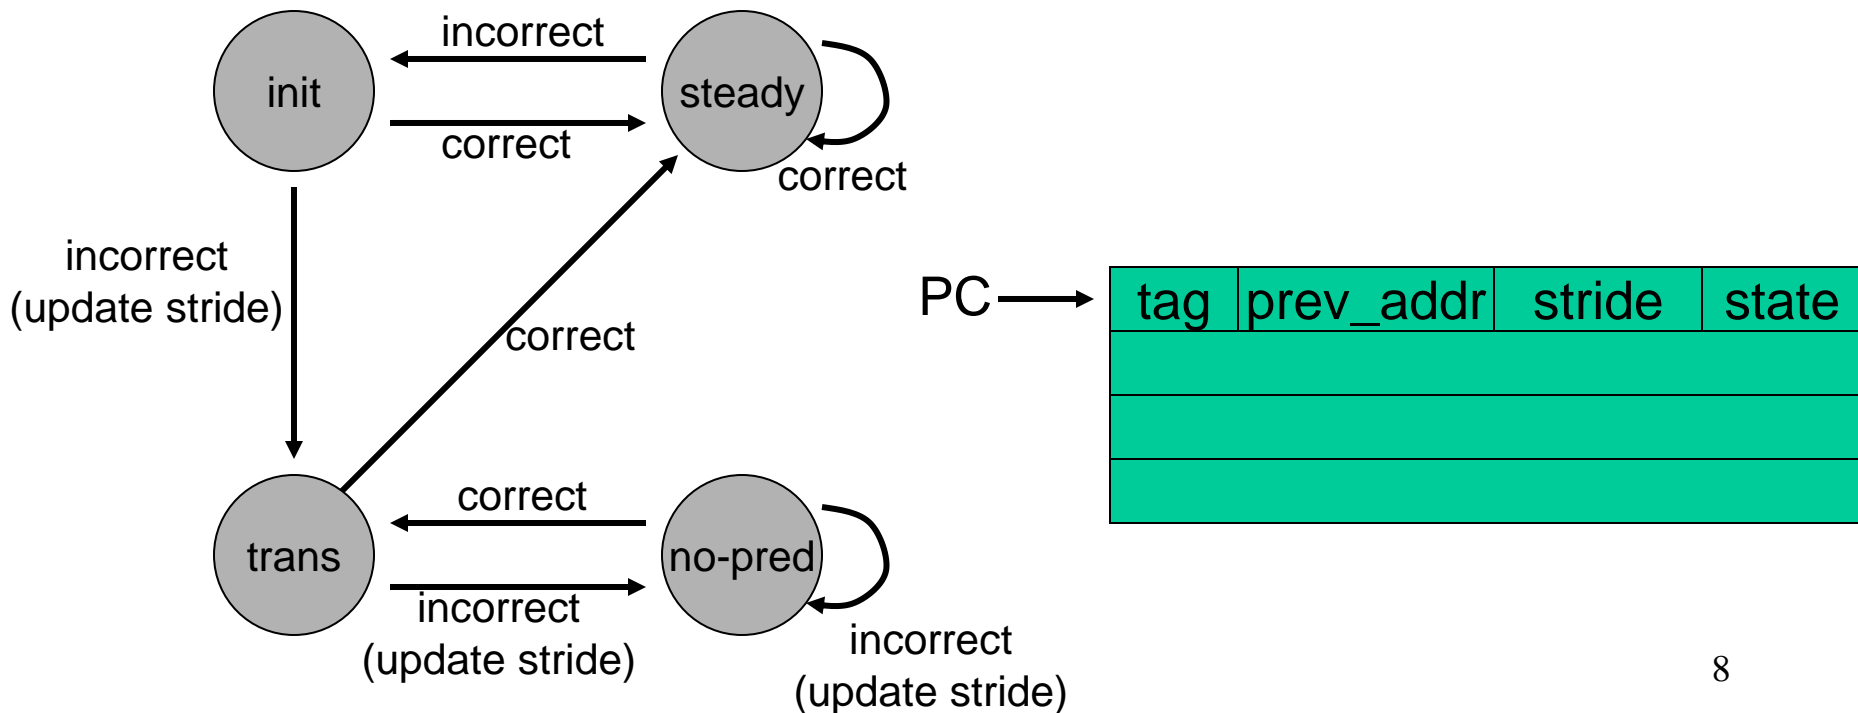 incorrect
init
steady
correct
correct
incorrect
(update stride)
correct
PC
tag prev_addr stride state
correct
trans
no-pred
incorrect
(update stride)
incorrect
(update stride)
8